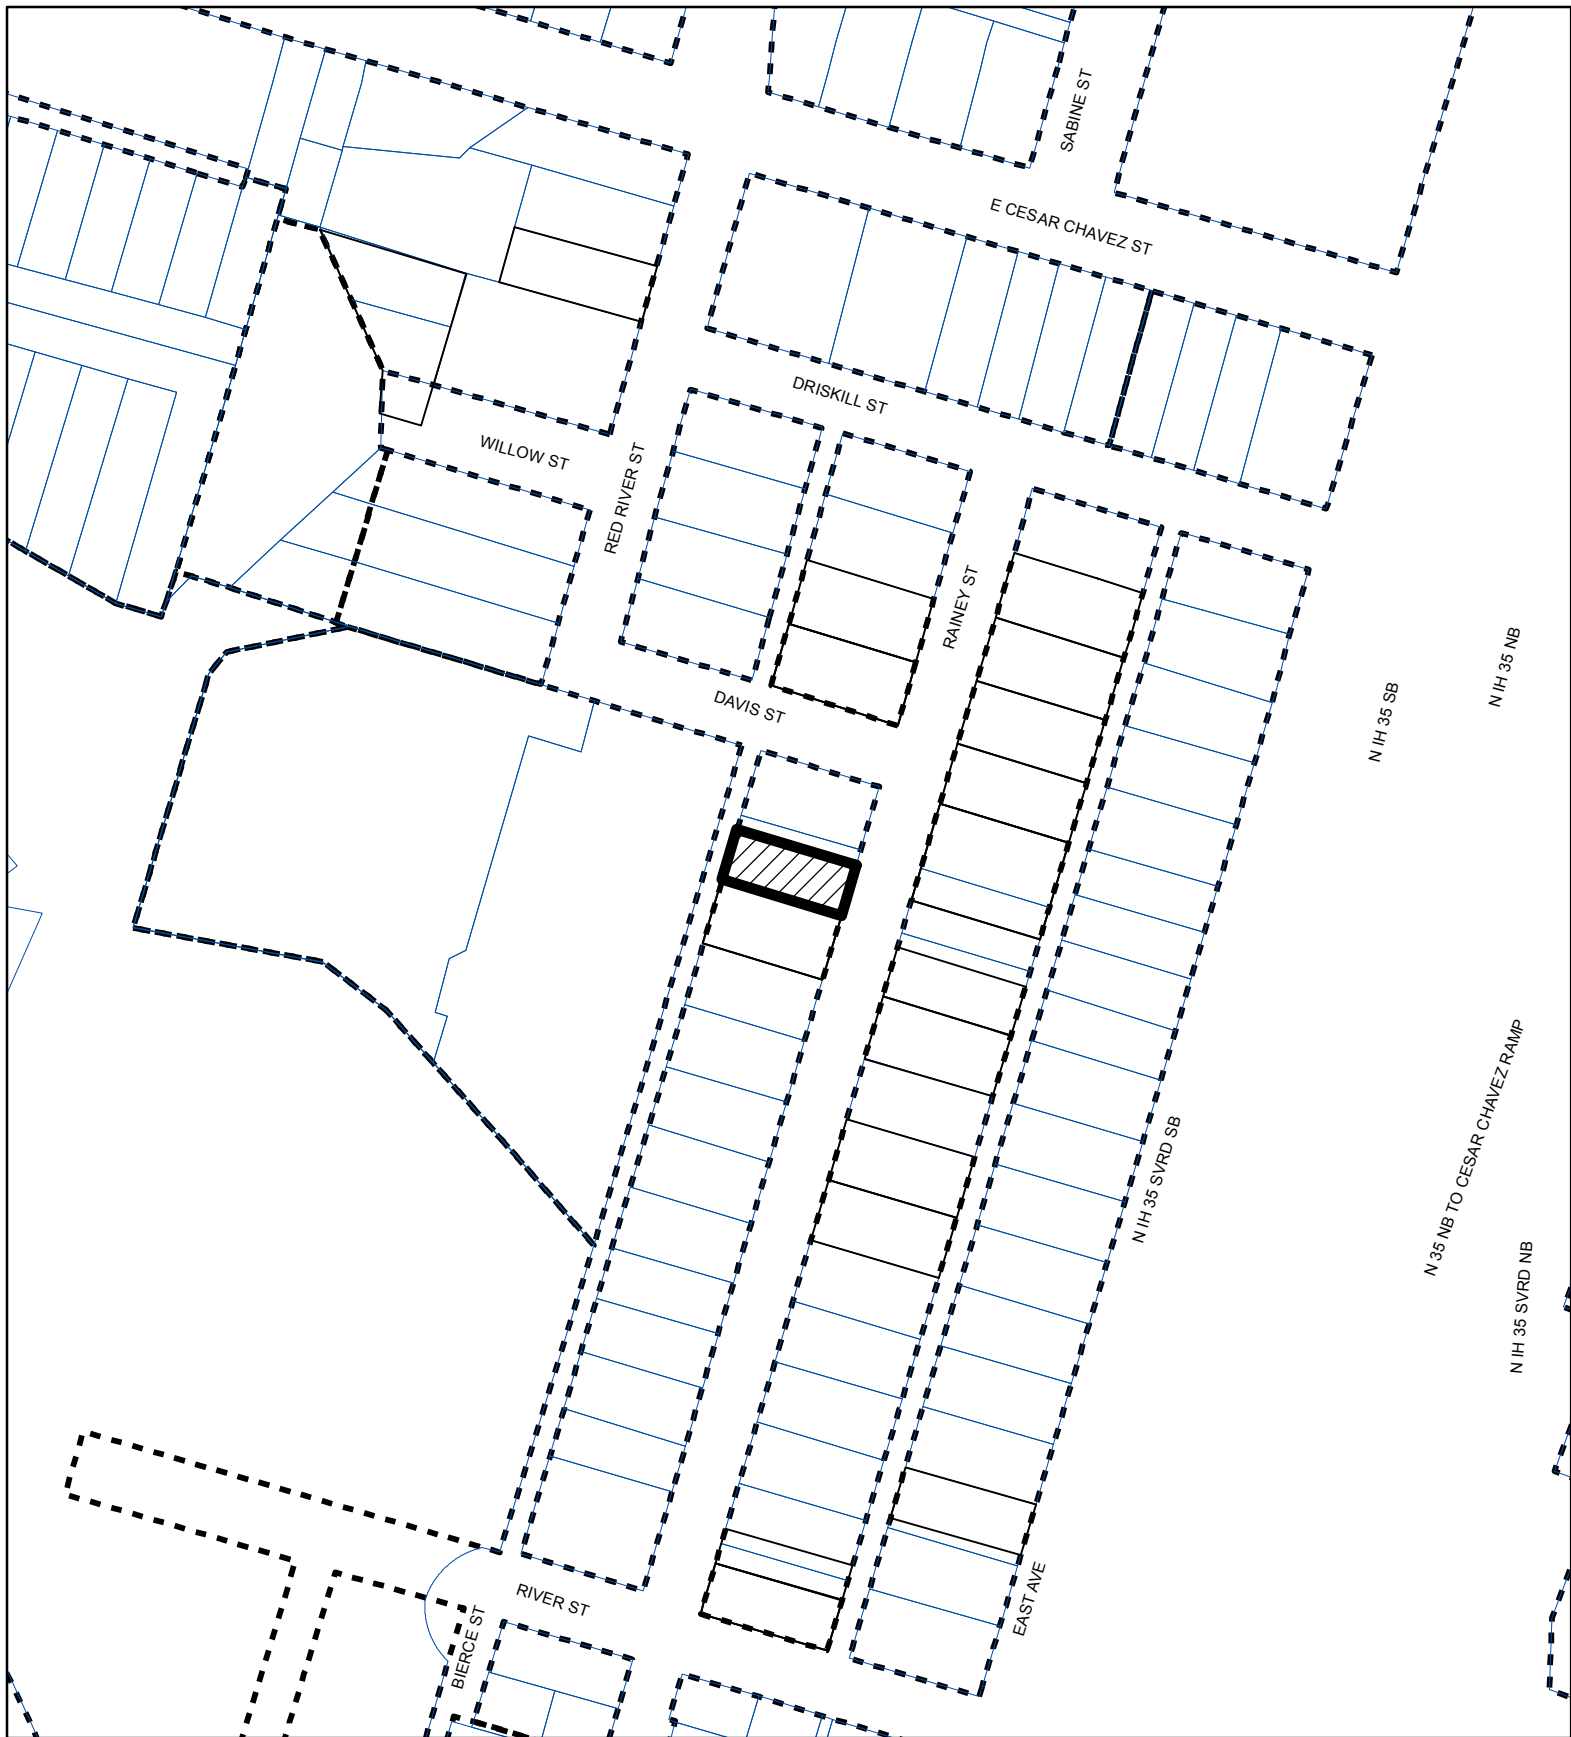 SABINE ST
E CESAR CHAVEZ ST
DRISKILL ST
WILLOW ST
RED RIVER ST
RAINEY ST
DAVIS ST
N IH 35 NB
N IH 35 SB
N 35 NB TO CESAR CHAVEZ RAMP
N IH 35 SVRD SB
N IH 35 SVRD NB
RIVER ST
EAST AVE
BIERCE ST